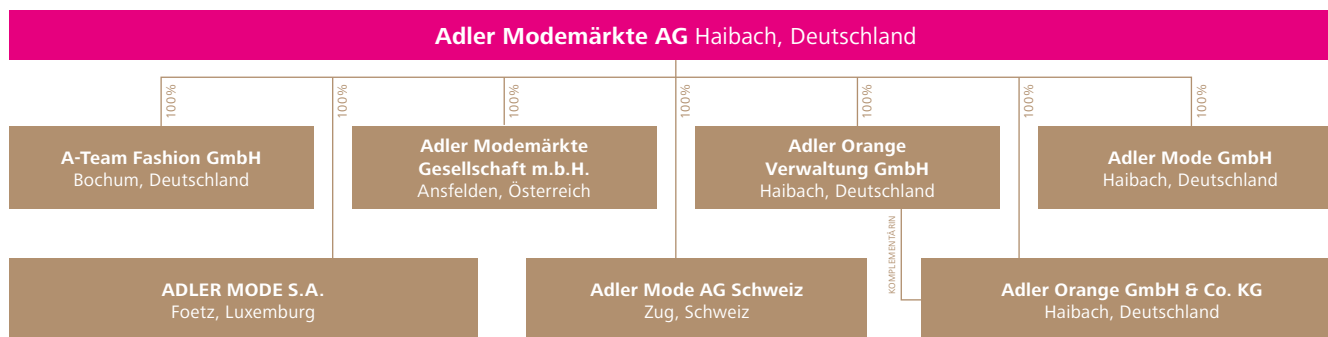 Adler Modemärkte AG Haibach, Deutschland
100%
100%
100%
100%
100%
100%
100%
A-Team Fashion GmbH
Bochum, Deutschland
Adler Modemärkte
Gesellschaft m.b.H.
Ansfelden, Österreich
Adler Orange
Verwaltung GmbH
Haibach, Deutschland
Adler Mode GmbH
Haibach, Deutschland
KOMPLEMENTÄRIN
ADLER MODE S.A.
Foetz, Luxemburg
Adler Mode AG Schweiz
Zug, Schweiz
Adler Orange GmbH & Co. KG
Haibach, Deutschland